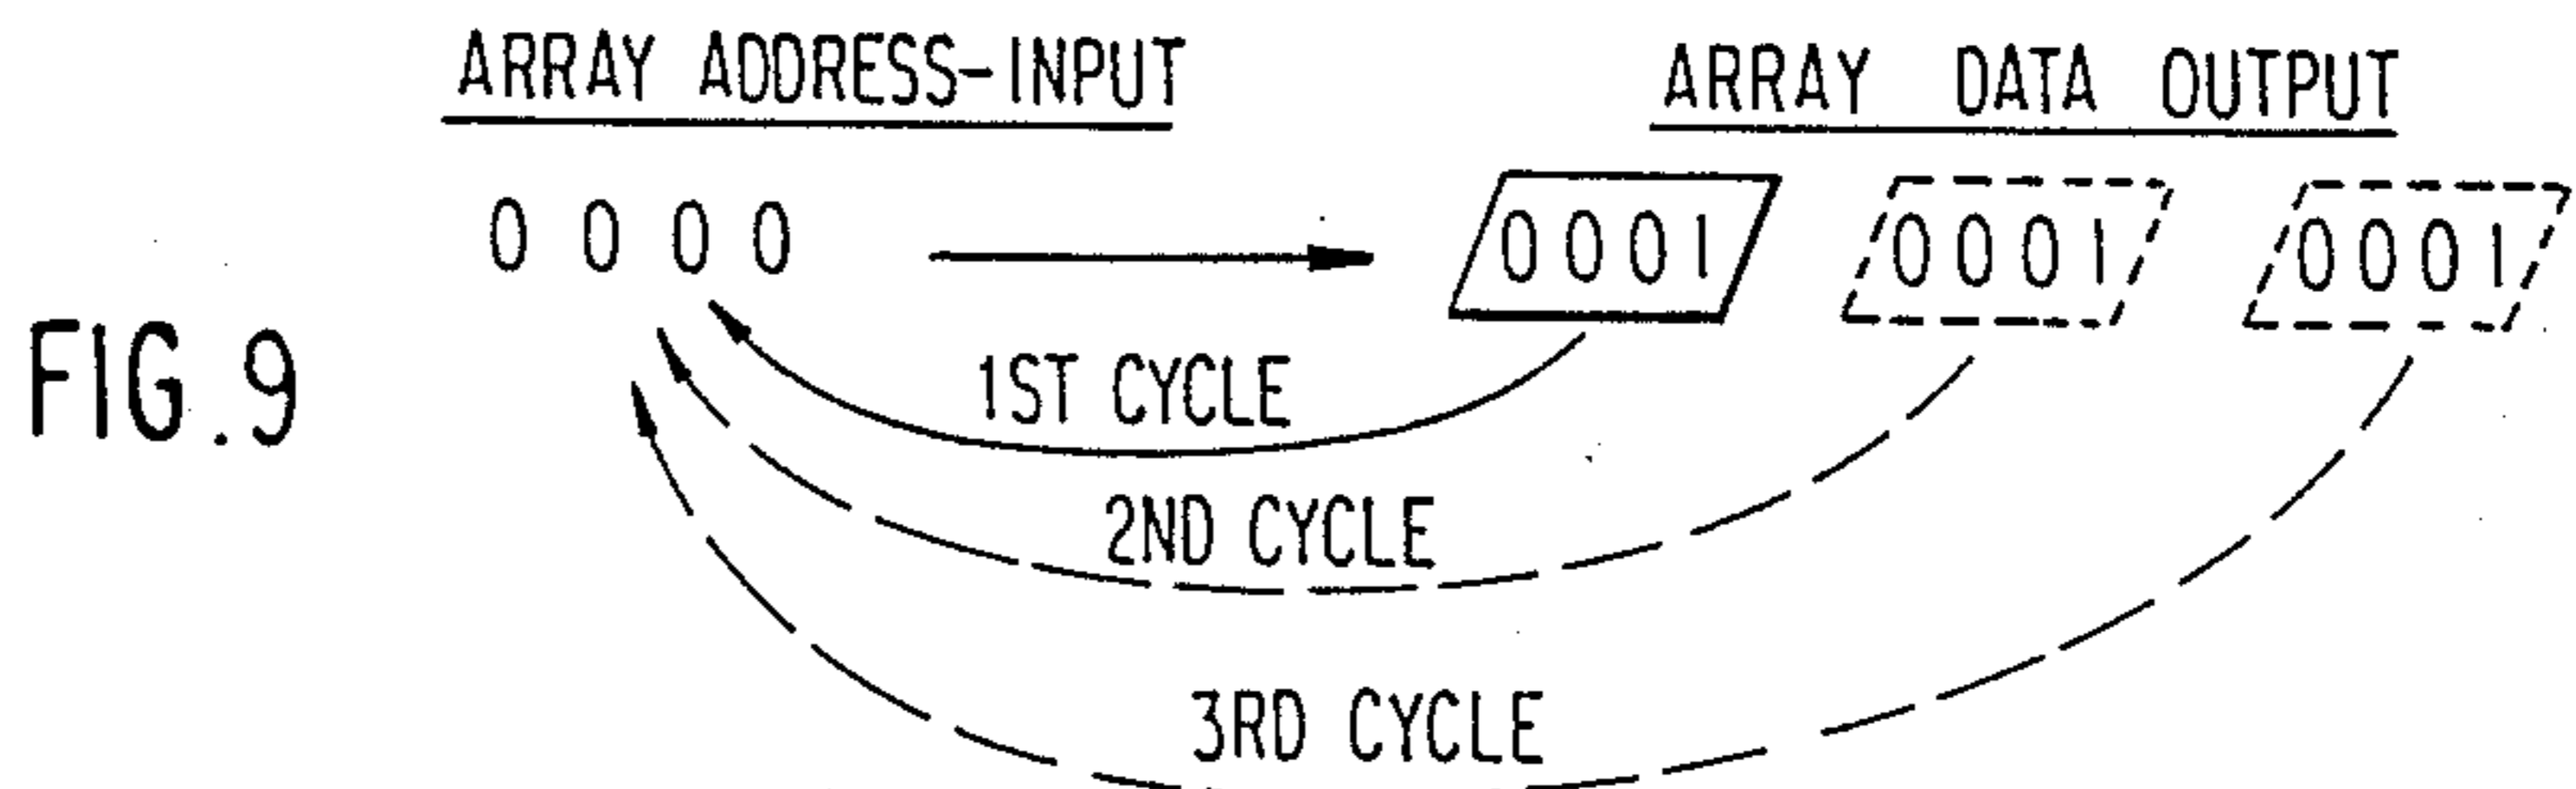 ARRAY ADDRESS-INPUT ARRAY DATA OUTPUT
0 0 0 0 0 0 0 1 0 0 0 1 0 0 0 1
FIG.9
1ST CYCLE
2ND CYCLE
3RD CYCLE